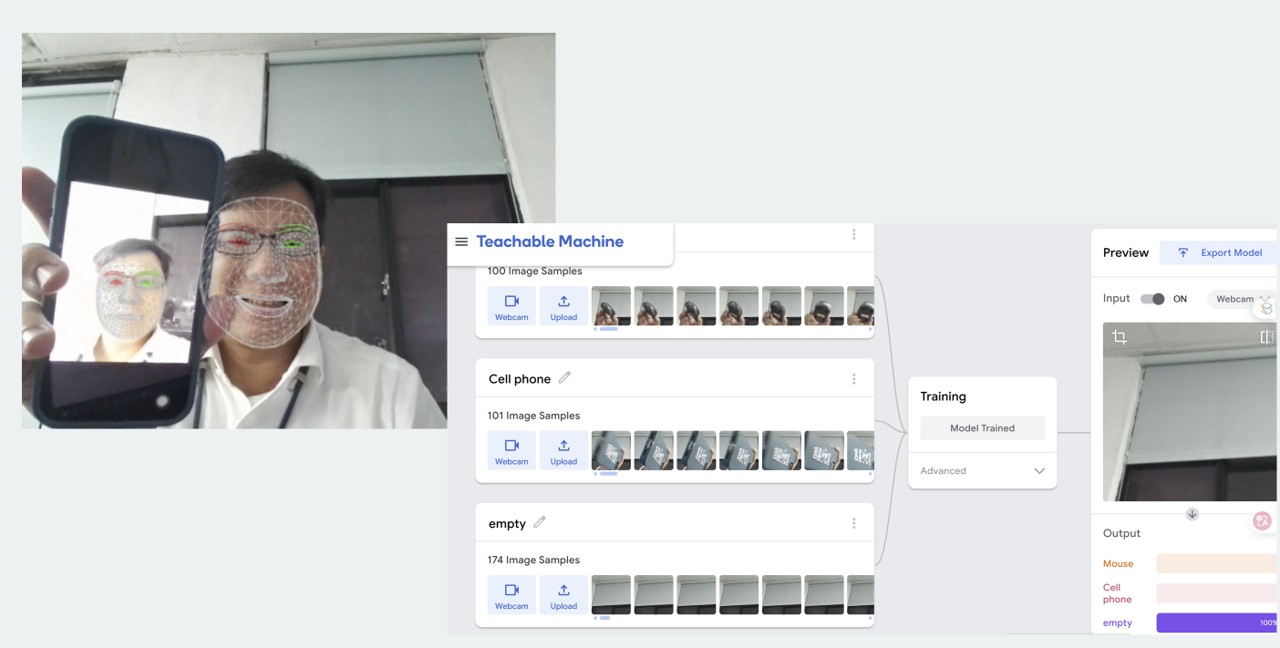 Teachable Machine
100 Image Samples
Webcam
Upload
Cell phone
101 Image Samples
Webcam
Upload
empty
174 Image Samples
Webcam
Upload
Training
Model Trained
Advanced
Preview
Export Model
Input
ON
Webcam
Output
Mouse
Cell
phone
empty
100%